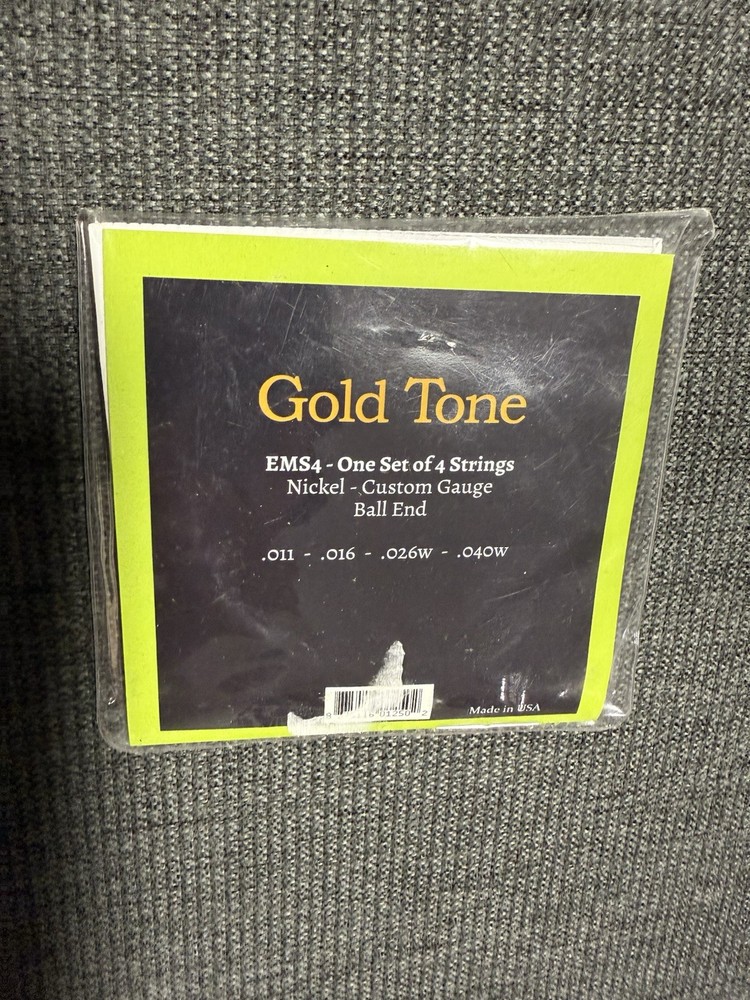 Gold Tone
EMS4 - One Set of 4 Strings
Nickel - Custom Gauge
Ball End
.011 - .016 - .026w - .040w
Made in USA